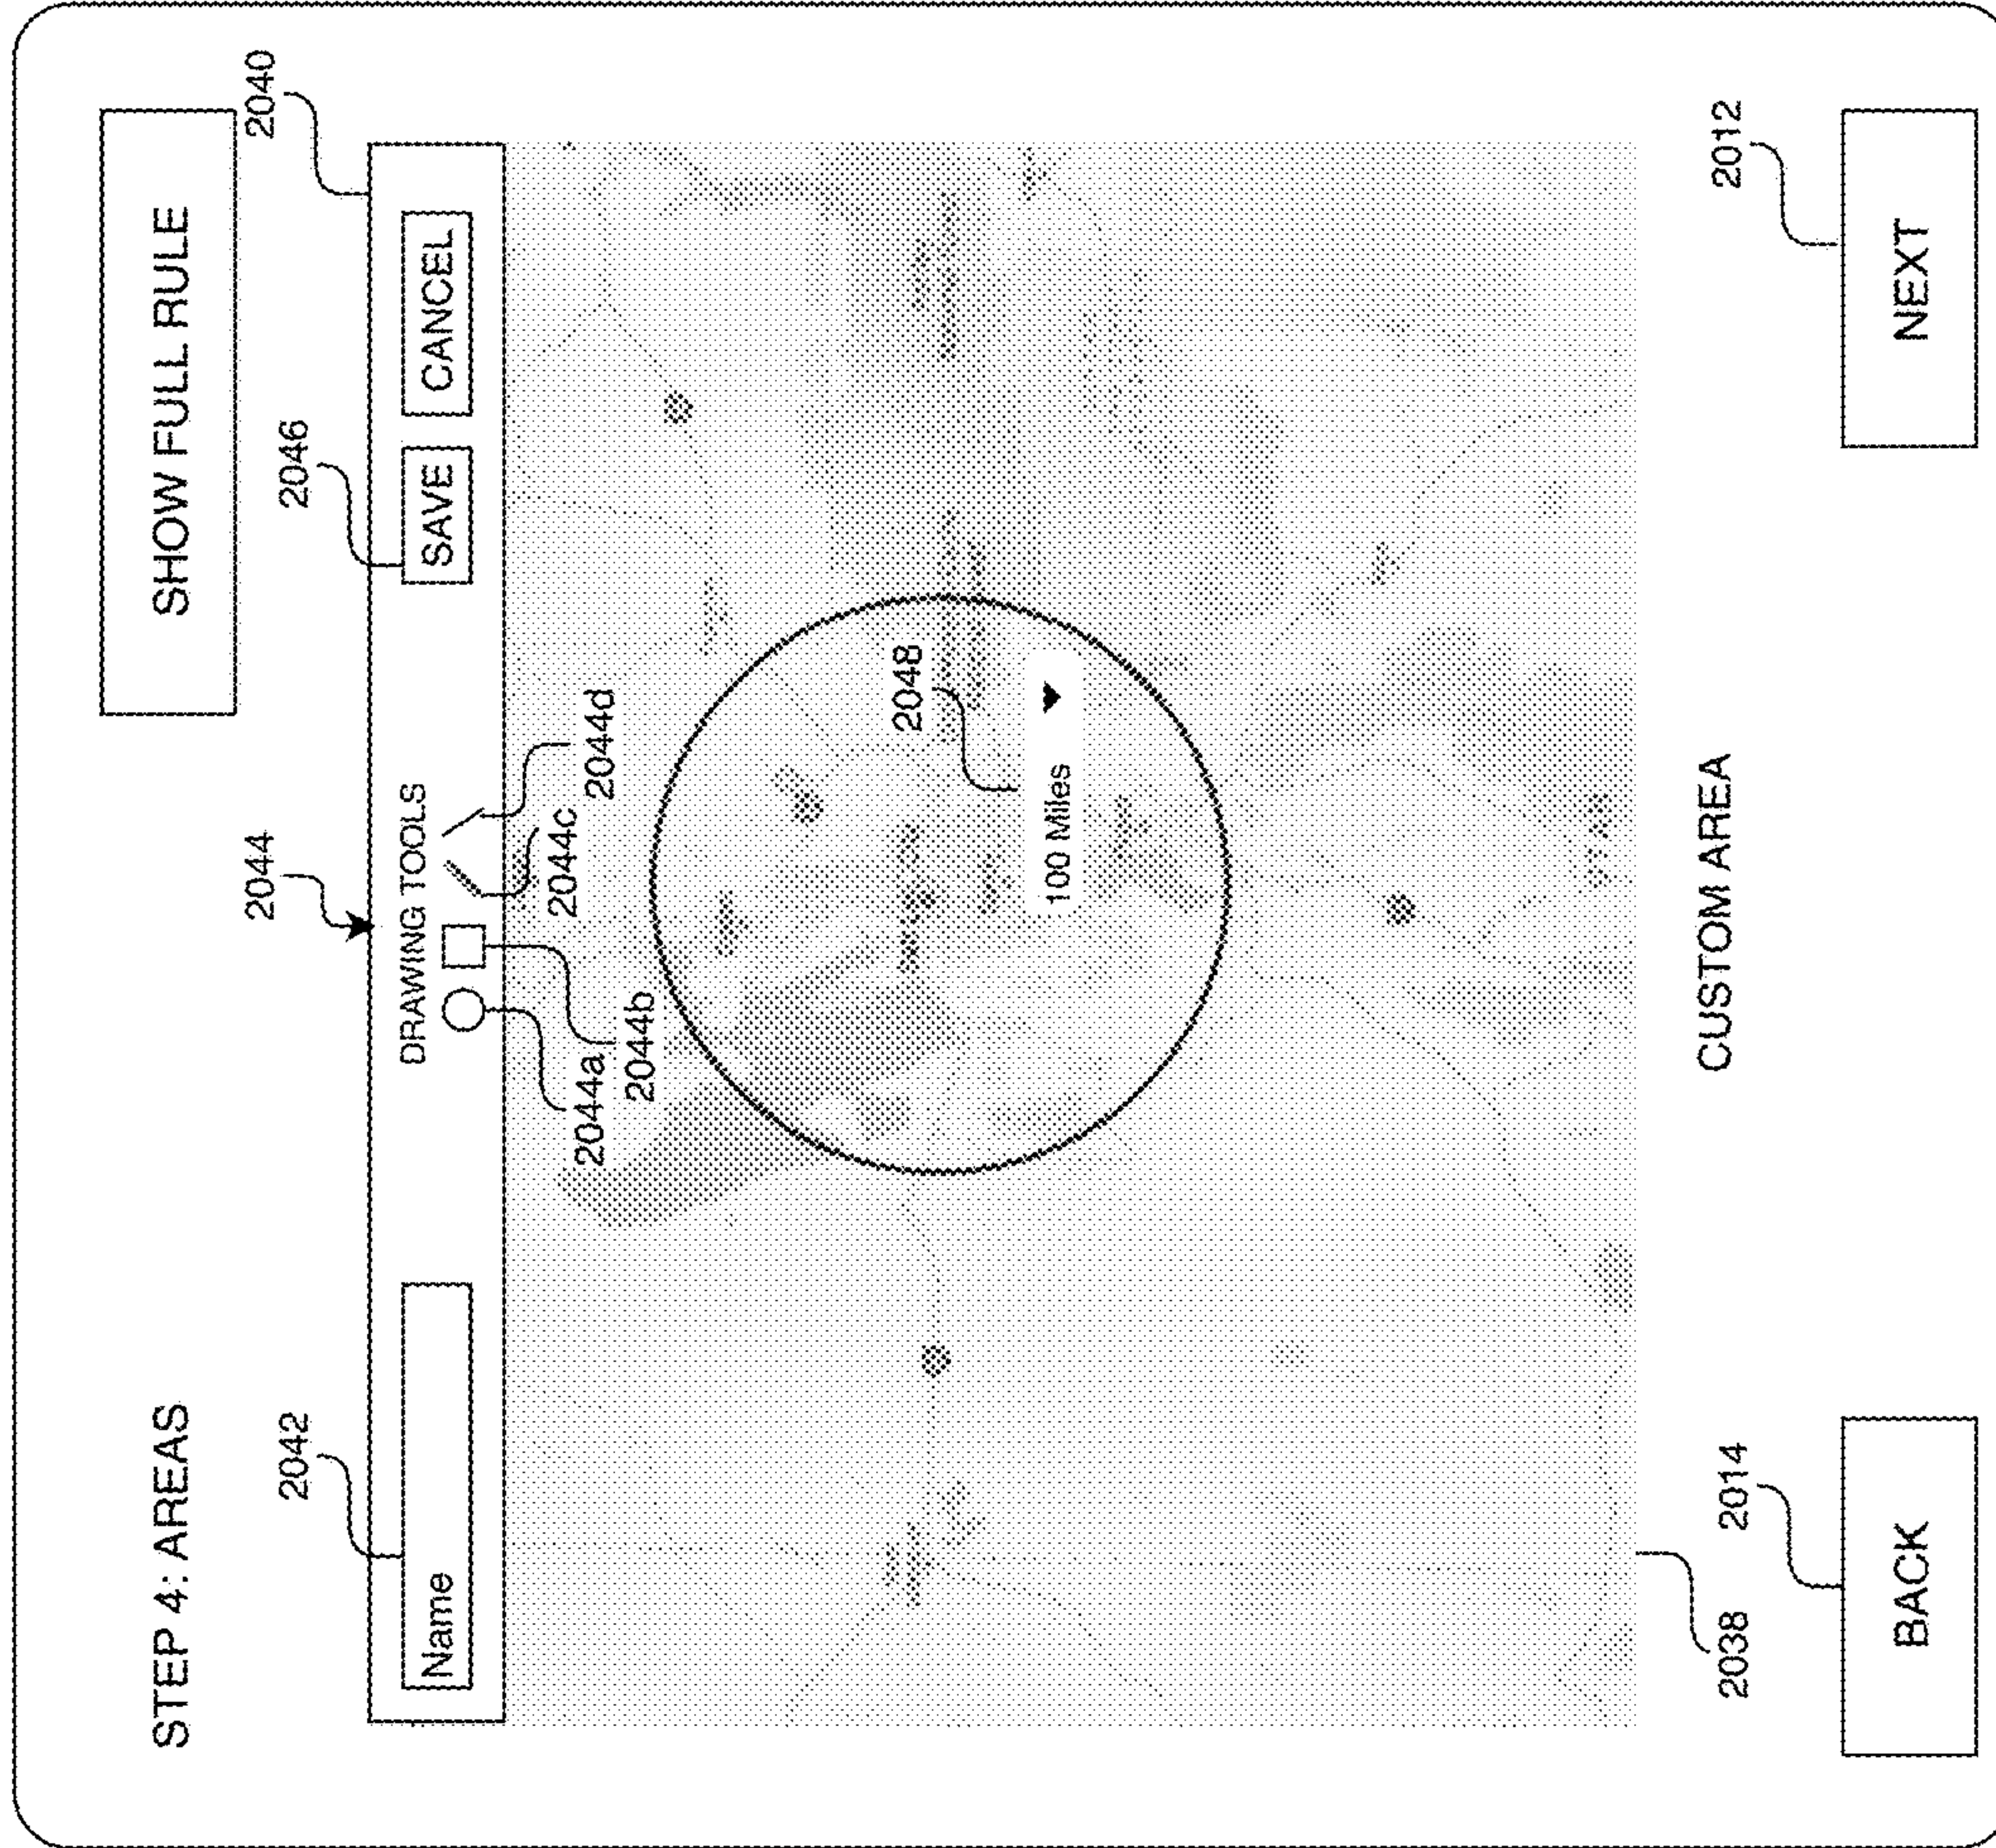 STEP 4: AREAS
SHOW FULL RULE
2042
2044
2046
2040
Name
DRAWING TOOLS
SAVE
CANCEL
2044a
2044b
2044c
2044d
2048
100 Miles
2038
CUSTOM AREA
2014
2012
BACK
NEXT